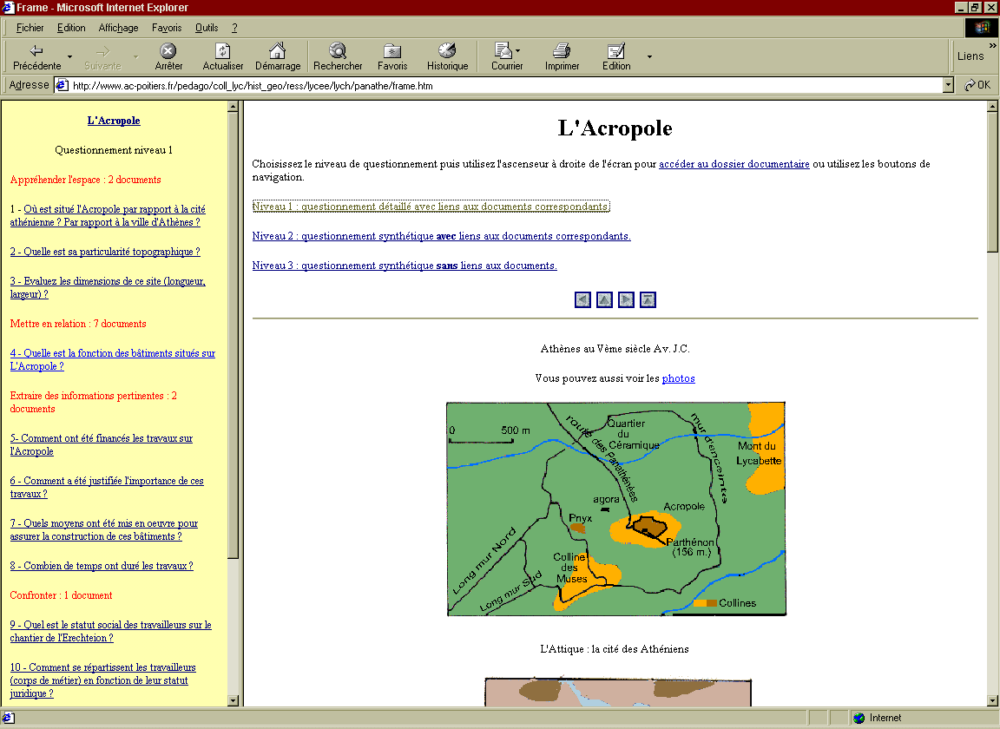 Frame - Microsoft Internet Explorer
Fichier Edition Affichage Favoris Outils ?
Précédente Suivante Arrêter Actualiser Démarrage Rechercher Favoris Historique Courrier Imprimer Edition Liens
Adresse http://www.ac-poitiers.fr/pedago/coll_lyc/hist_geo/ress/lycee/lych/panathe/frame.htm OK
L'Acropole
Questionnement niveau 1
Appréhender l'espace : 2 documents
1 - Où est situé l'Acropole par rapport à la cité
athénienne ? Par rapport à la ville d'Athènes ?
2 - Quelle est sa particularité topographique ?
3 - Evaluez les dimensions de ce site (longueur,
largeur) ?
Mettre en relation : 7 documents
4 - Quelle est la fonction des bâtiments situés sur
L'Acropole ?
Extraire des informations pertinentes : 2
documents
5- Comment ont été financés les travaux sur
l'Acropole
6 - Comment a été justifiée l'importance de ces
travaux ?
7 - Quels moyens ont été mis en oeuvre pour
assurer la construction de ces bâtiments ?
8 - Combien de temps ont duré les travaux ?
Confronter : 1 document
9 - Quel est le statut social des travailleurs sur le
chantier de l'Erechteion ?
10 - Comment se répartissent les travailleurs
(corps de métier) en fonction de leur statut
juridique ?
L'Acropole
Choisissez le niveau de questionnement puis utilisez l'ascenseur à droite de l'écran pour accéder au dossier documentaire ou utilisez les boutons de
navigation.
Niveau 1 : questionnement détaillé avec liens aux documents correspondants.
Niveau 2 : questionnement synthétique avec liens aux documents correspondants.
Niveau 3 : questionnement synthétique sans liens aux documents.
Athènes au Vème siècle Av. J.C.
Vous pouvez aussi voir les photos
0 500 m
route des Panathénées
Quartier
du
Céramique
mur d'enceinte
Mont du
Lycabette
agora
Acropole
Pnyx
Parthénon
(156 m.)
Colline
des
Muses
Long mur Nord
Long mur Sud
Collines
L'Attique : la cité des Athéniens
Internet